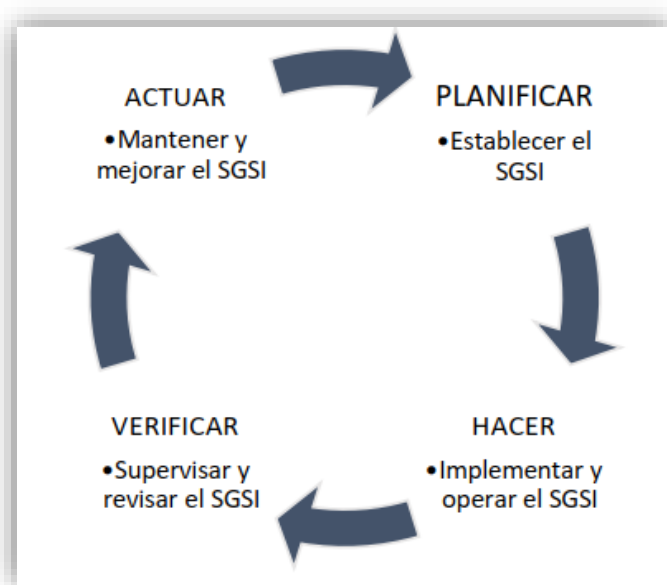 ACTUAR
•Mantener y
mejorar el SGSI
PLANIFICAR
•Establecer el
SGSI
VERIFICAR
•Supervisar y
revisar el SGSI
HACER
•Implementar y
operar el SGSI